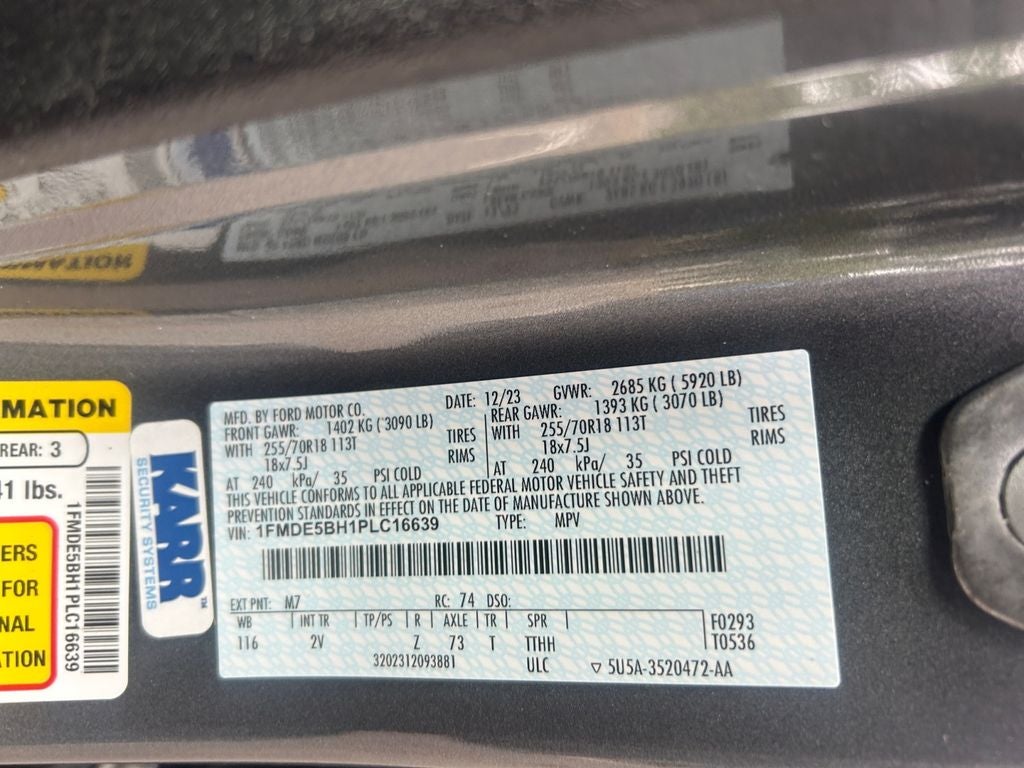 MATION
REAR: 3
41 lbs.
ERS
FOR
NAL
TION
1FMDE5BH1PLC16639
KARR™
SECURITY SYSTEMS
MFD. BY FORD MOTOR CO. DATE: 12/23 GVWR: 2685 KG ( 5920 LB)
FRONT GAWR: 1402 KG ( 3090 LB) REAR GAWR: 1393 KG ( 3070 LB)
WITH 255/70R18 113T TIRES WITH 255/70R18 113T TIRES
18x7.5J RIMS 18x7.5J RIMS
AT 240 kPa/ 35 PSI COLD AT 240 kPa/ 35 PSI COLD
THIS VEHICLE CONFORMS TO ALL APPLICABLE FEDERAL MOTOR VEHICLE SAFETY AND THEFT
PREVENTION STANDARDS IN EFFECT ON THE DATE OF MANUFACTURE SHOWN ABOVE.
VIN: 1FMDE5BH1PLC16639 TYPE: MPV
EXT PNT: M7 RC: 74 DSO:
WB INT TR TP/PS R AXLE TR SPR F0293
116 2V Z 73 T TTHH T0536
3202312093881 ULC ▽ 5U5A-3520472-AA